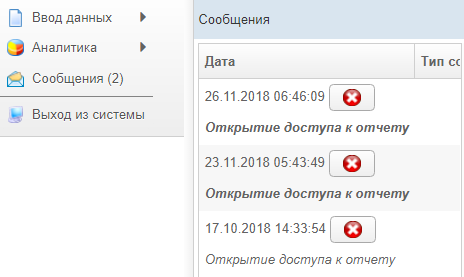 Ввод данных
Аналитика
Сообщения (2)
Выход из системы
Сообщения
Дата Тип со
26.11.2018 06:46:09
Открытие доступа к отчету
23.11.2018 05:43:49
Открытие доступа к отчету
17.10.2018 14:33:54
Открытие доступа к отчету